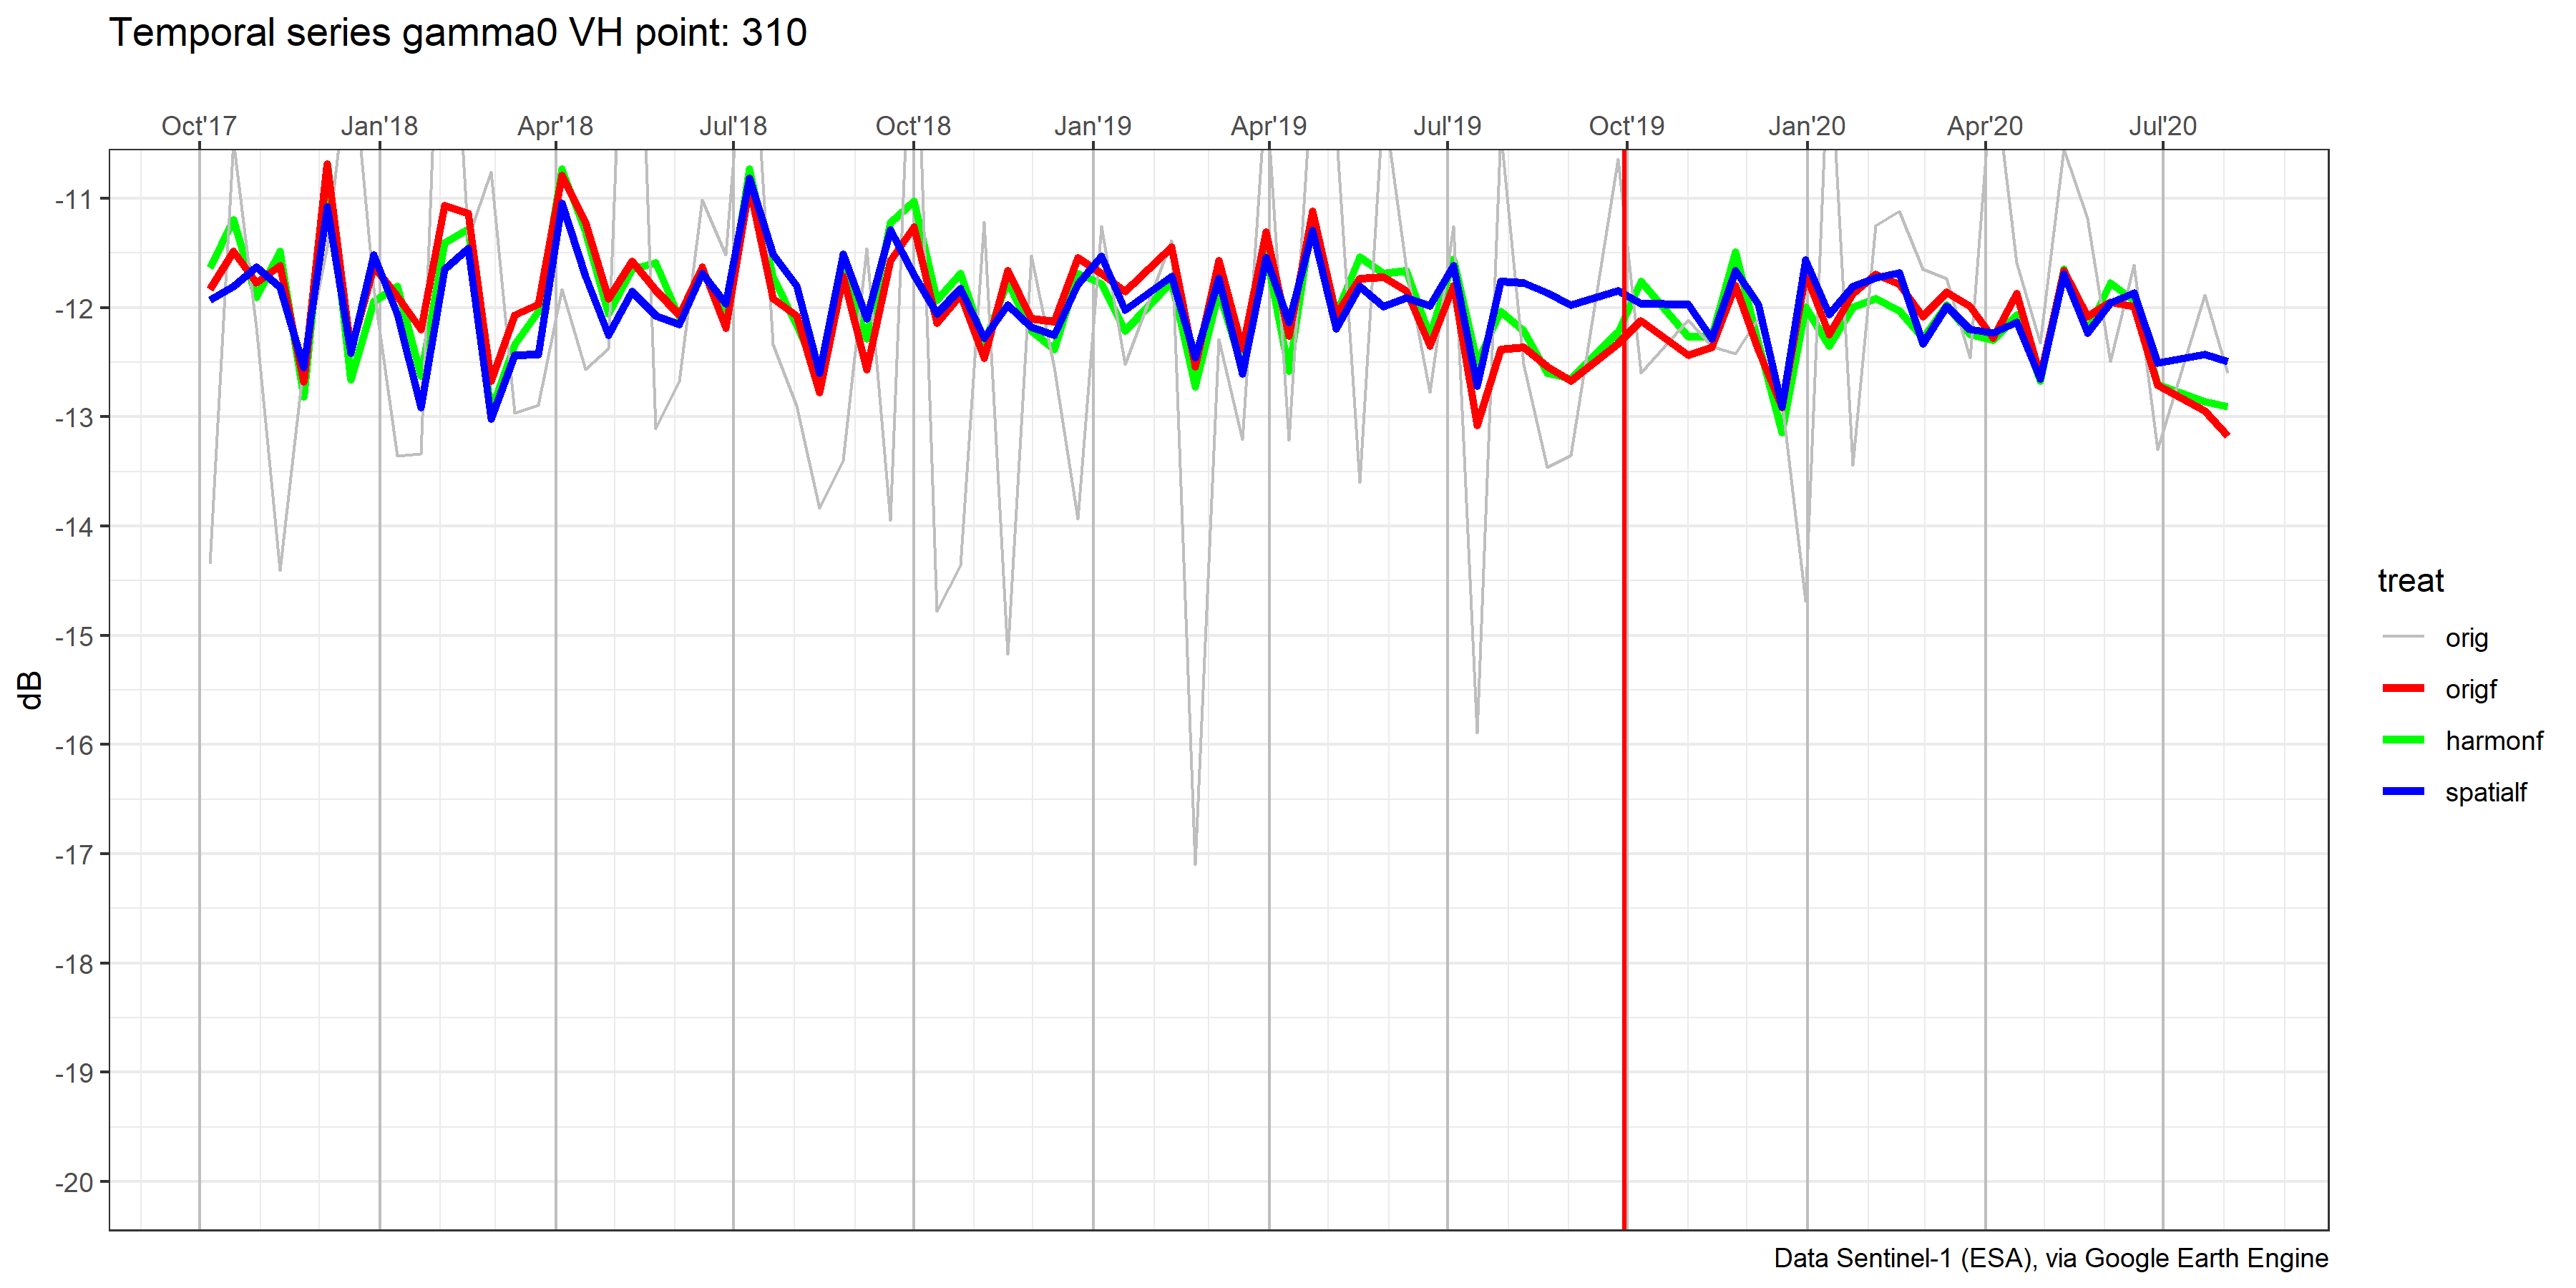 Temporal series gamma0 VH point: 310
Oct'17 Jan'18 Apr'18 Jul'18 Oct'18 Jan'19 Apr'19 Jul'19 Oct'19 Jan'20 Apr'20 Jul'20
-11
-12
-13
-14
-15
-16
-17
-18
-19
-20
dB
treat
orig
origf
harmonf
spatialf
Data Sentinel-1 (ESA), via Google Earth Engine